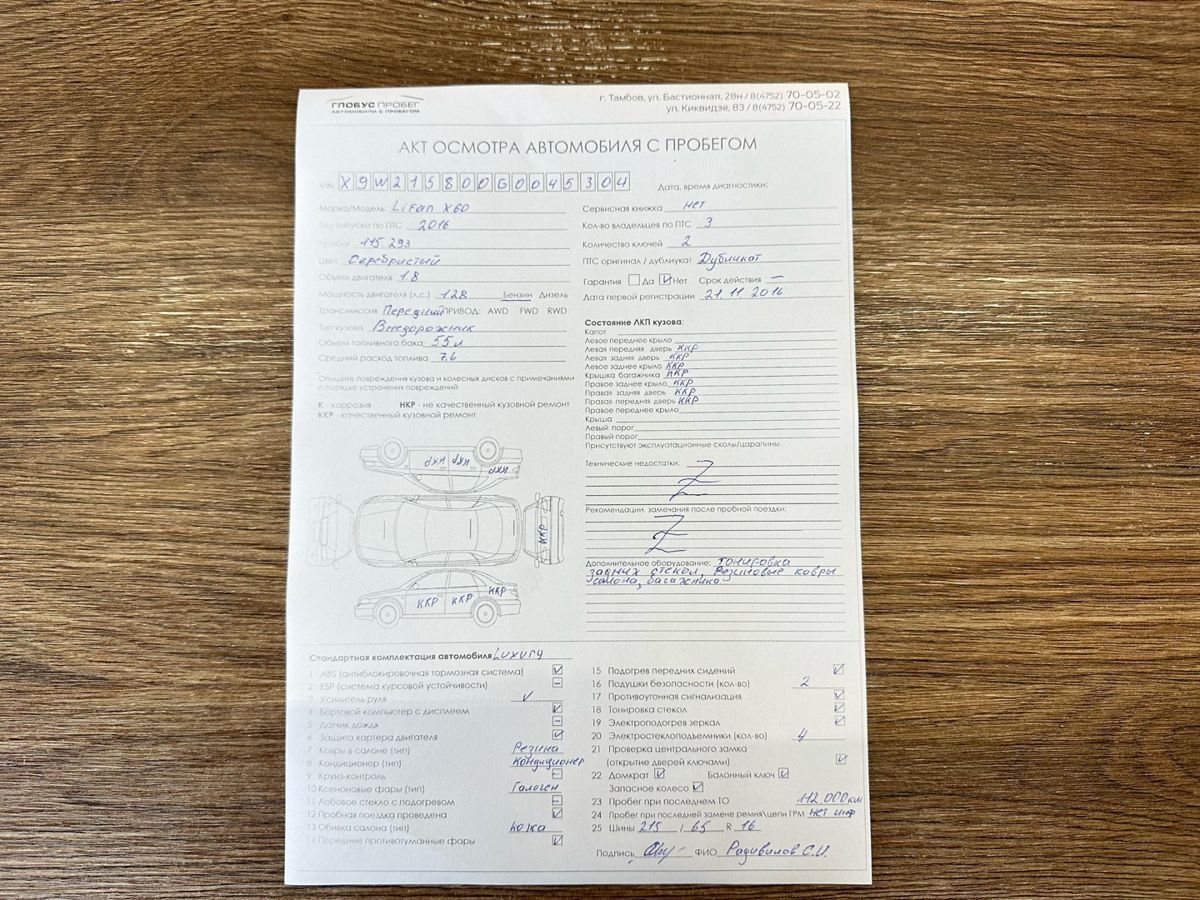 ГЛОБУС ПРОБЕГ
АВТОМОБИЛИ С ПРОБЕГОМ
г. Тамбов, ул. Бастионная, 28н / 8(4752) 70-05-02
ул. Киквидзе, 83 / 8(4752) 70-05-22
АКТ ОСМОТРА АВТОМОБИЛЯ С ПРОБЕГОМ
VIN X9W215800G0045304
Дата, время диагностики:
Марка/Модель Lifan X60
Год выпуска по ПТС 2016
Пробег 115 293
Цвет Серебристый
Объем двигателя 1.8
Мощность двигателя (л.с.) 128 Бензин Дизель
Трансмиссия Передний ПРИВОД: AWD FWD RWD
Тип кузова Внедорожник
Объем топливного бака 55л
Средний расход топлива 7.6
Опишите повреждения кузова и колесных дисков с примечаниями
о порядке устранения повреждений
К - коррозия НКР - не качественный кузовной ремонт
ККР - качественный кузовной ремонт
ККР ККР ККР
ККР
ККР ККР ККР
Сервисная книжка нет
Кол-во владельцев по ПТС 3
Количество ключей 2
ПТС оригинал / дубликат Дубликат
Гарантия Да Нет Срок действия —
Дата первой регистрации 21.11.2016
Состояние ЛКП кузова:
Капот
Левое переднее крыло
Левая передняя дверь ККР
Левая задняя дверь ККР
Левое заднее крыло ККР
Крышка багажника ККР
Правое заднее крыло ККР
Правая задняя дверь ККР
Правая передняя дверь ККР
Правое переднее крыло
Крыша
Левый порог
Правый порог
Присутствуют эксплуатационные сколы/царапины.
Технические недостатки:
Рекомендации, замечания после пробной поездки:
Дополнительное оборудование: тонировка
задних стекол, Резиновые ковры
салона, багажника
Стандартная комплектация автомобиля Luxury
1 ABS (антиблокировочная тормозная система)
2 ESP (система курсовой устойчивости)
3 Усилитель руля V
4 Бортовой компьютер с дисплеем
5 Датчик дождя
6 Защита картера двигателя
7 Ковры в салоне (тип) Резина
8 Кондиционер (тип) Кондиционер
9 Круиз-контроль
10 Ксеноновые фары (тип) Галоген
11 Лобовое стекло с подогревом
12 Пробная поездка проведена
13 Обивка салона (тип) Кожа
14 Передние противотуманные фары
15 Подогрев передних сидений
16 Подушки безопасности (кол-во) 2
17 Противоугонная сигнализация
18 Тонировка стекол
19 Электроподогрев зеркал
20 Электростеклоподъемники (кол-во) 4
21 Проверка центрального замка
(открытие дверей ключами)
22 Домкрат Балонный ключ
Запасное колесо
23 Пробег при последнем ТО 112.000 км
24 Пробег при последней замене ремня\цепи ГРМ нет инф
25 Шины 215 / 65 R 16
Подпись ФИО Радивилов С.И.